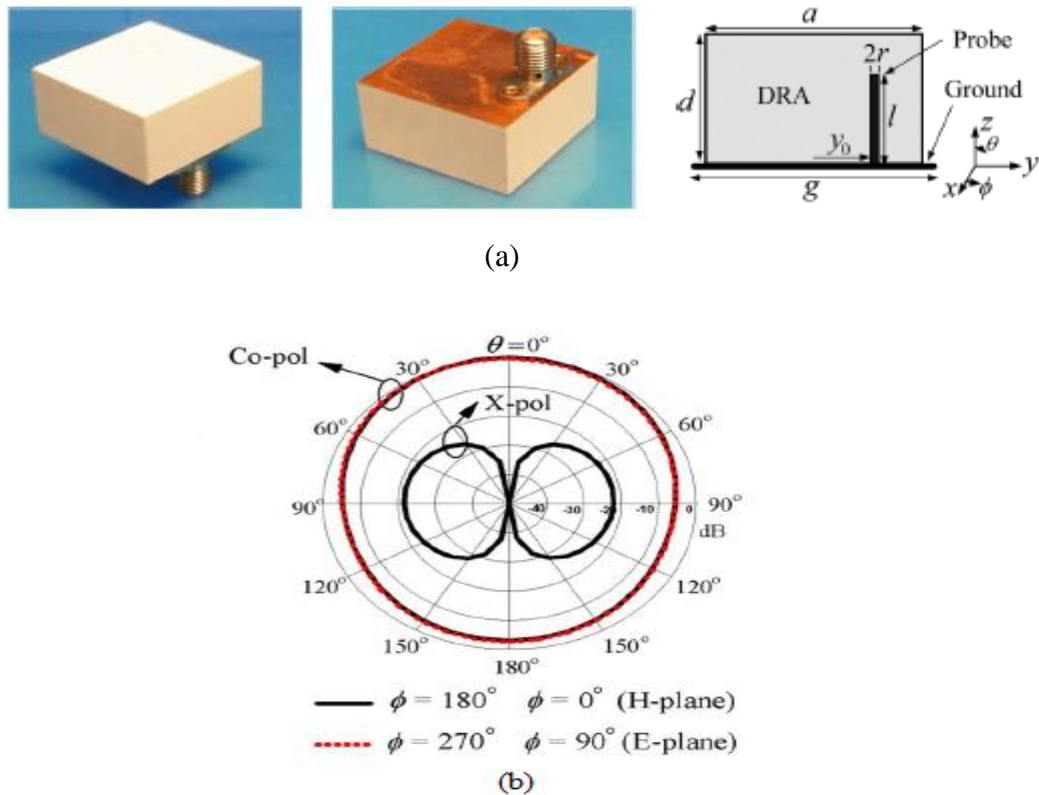 a
2r
Probe
Ground
d
DRA
l
y₀
z
θ
y
g
x
ϕ
(a)
θ = 0°
Co-pol
30°
30°
X-pol
60°
60°
90°
-40
-30
-20
-10
0
90°
dB
120°
120°
150°
150°
180°
ϕ = 180° ϕ = 0° (H-plane)
ϕ = 270° ϕ = 90° (E-plane)
(b)